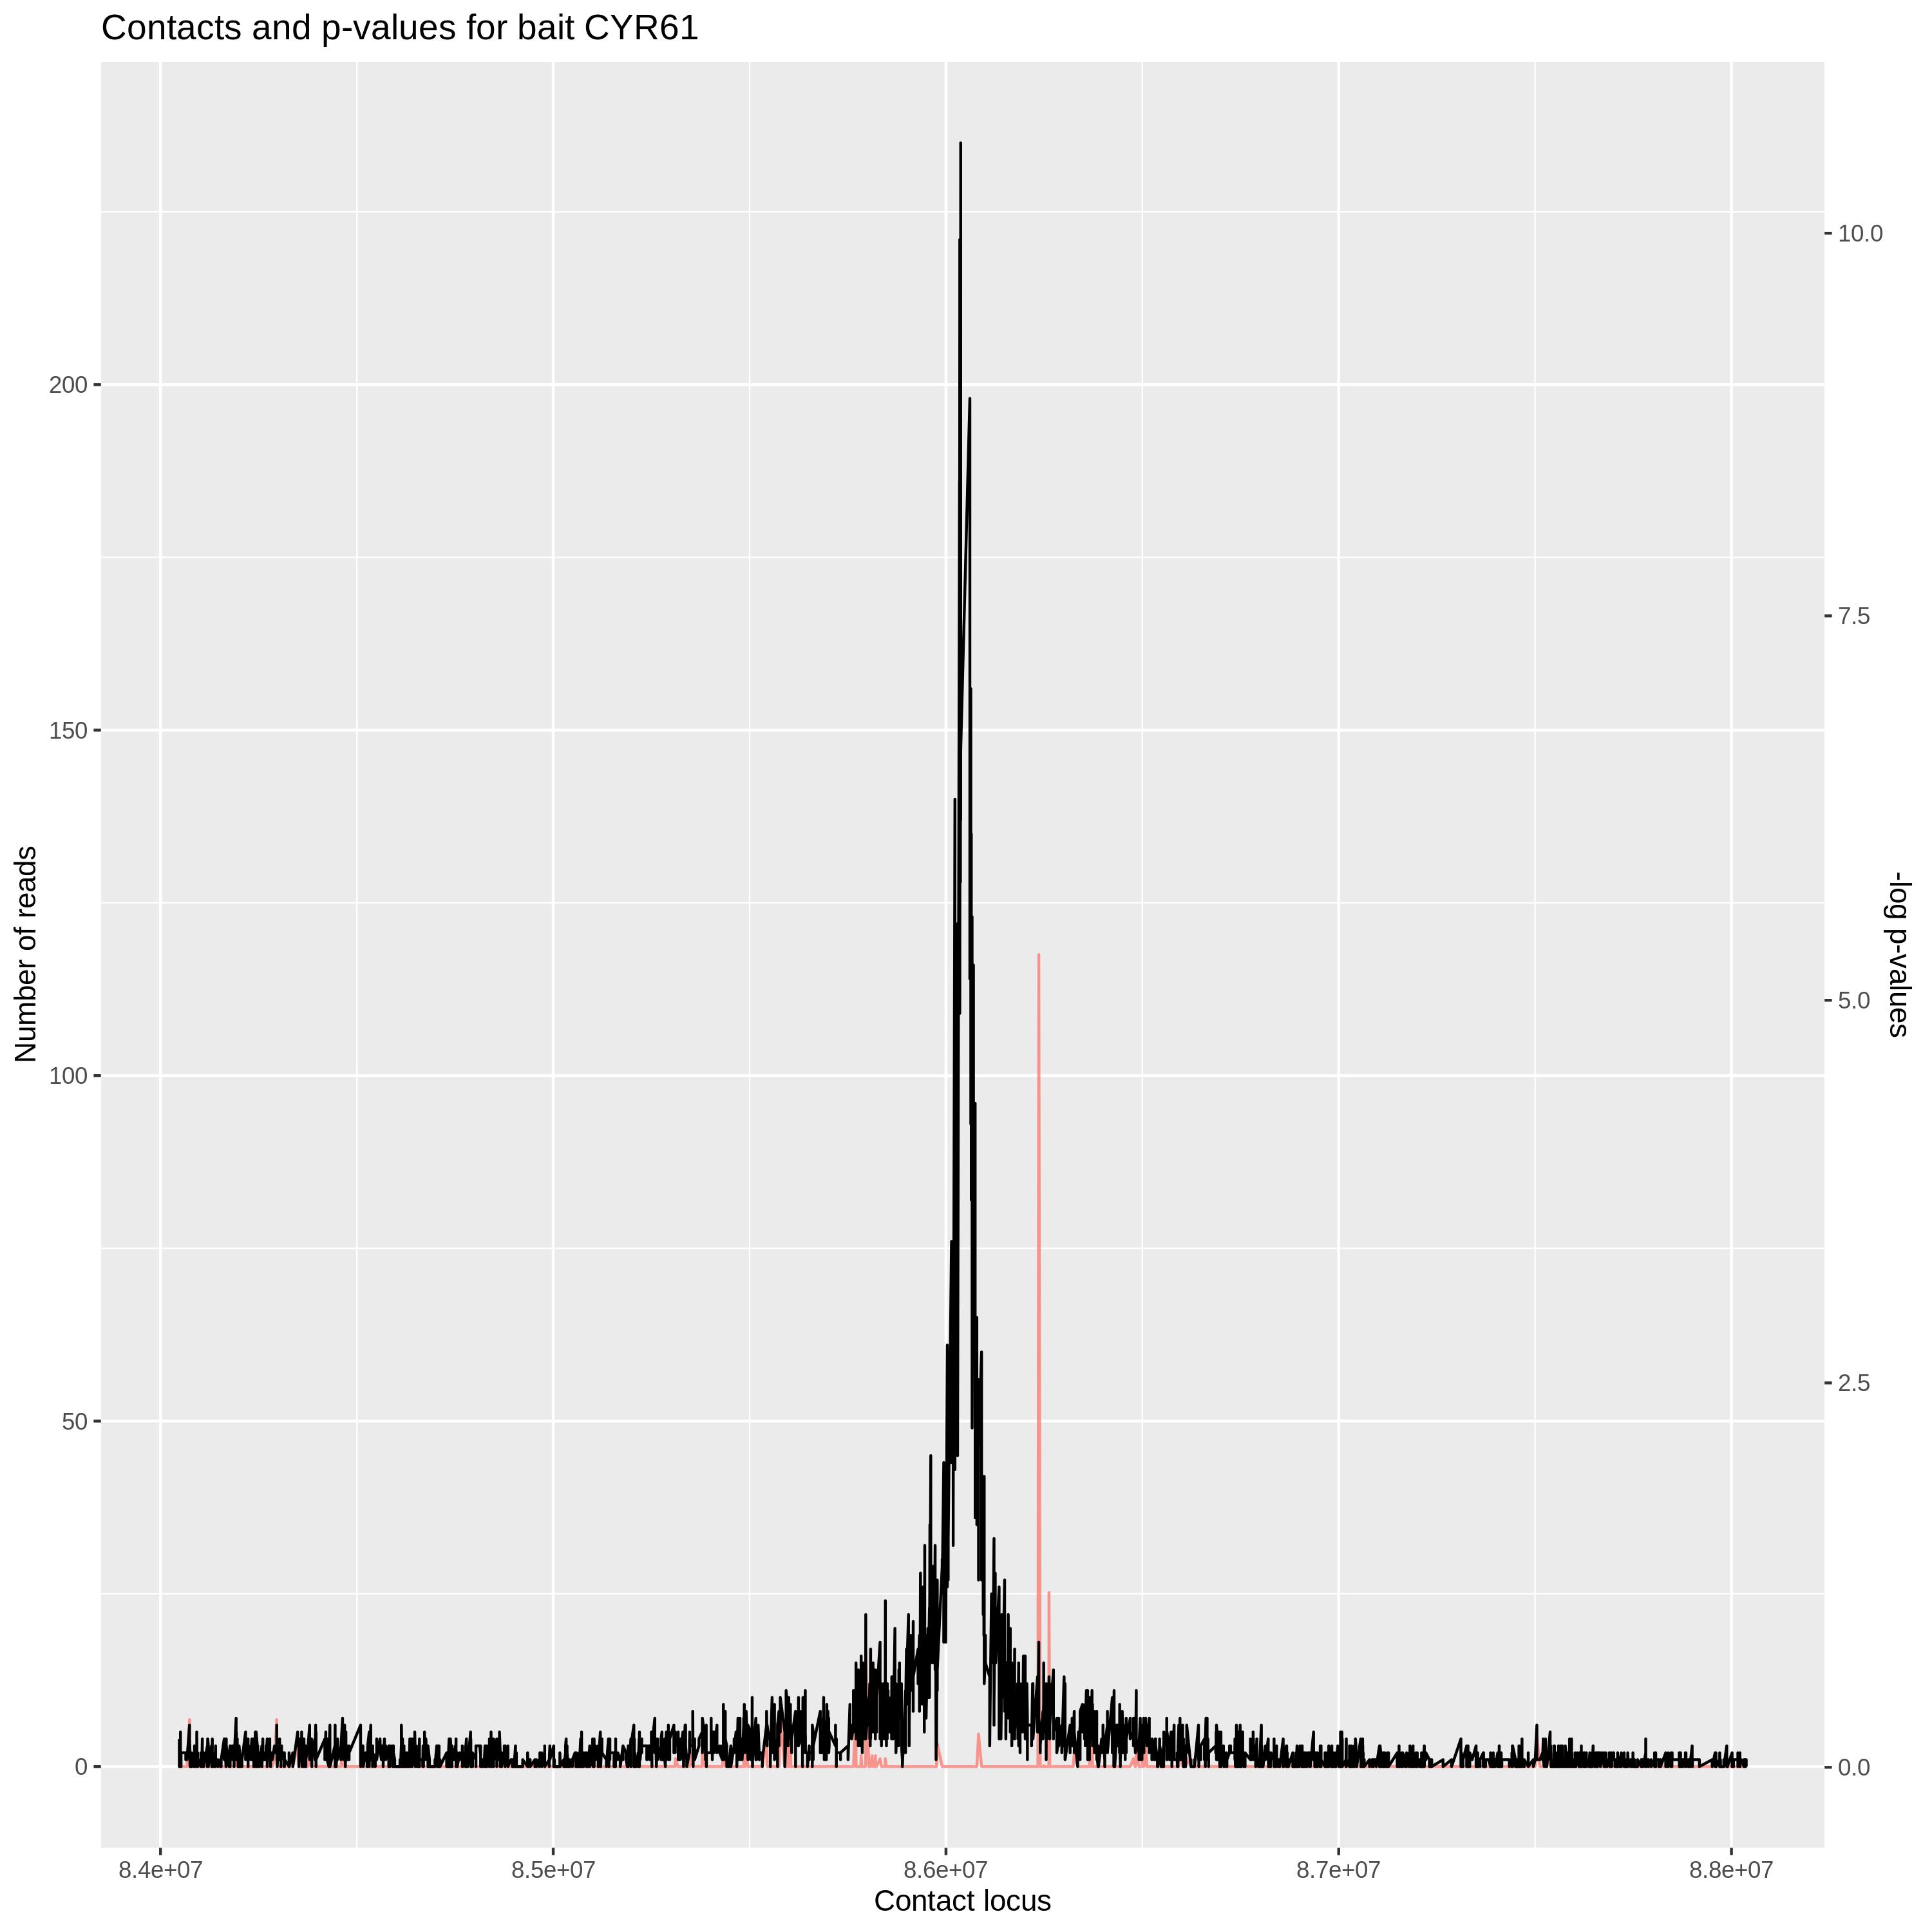 Contacts and p-values for bait CYR61
Number of reads
200
150
100
50
0
10.0
7.5
5.0
2.5
0.0
-log p-values
8.4e+07
8.5e+07
8.6e+07
8.7e+07
8.8e+07
Contact locus